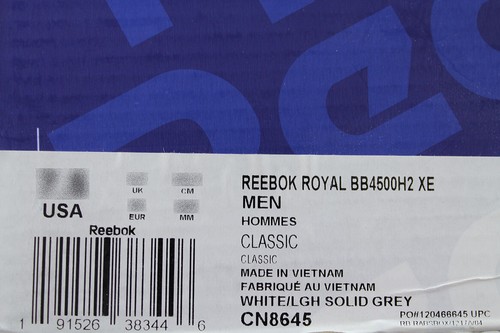 REEBOK ROYAL BB4500H2 XE
MEN
HOMMES
CLASSIC
CLASSIC
MADE IN VIETNAM
FABRIQUÉ AU VIETNAM
WHITE/LGH SOLID GREY
CN8645
UK
CM
USA
EUR
MM
Reebok
1 91526 38344 6
PO#120466645 UPC